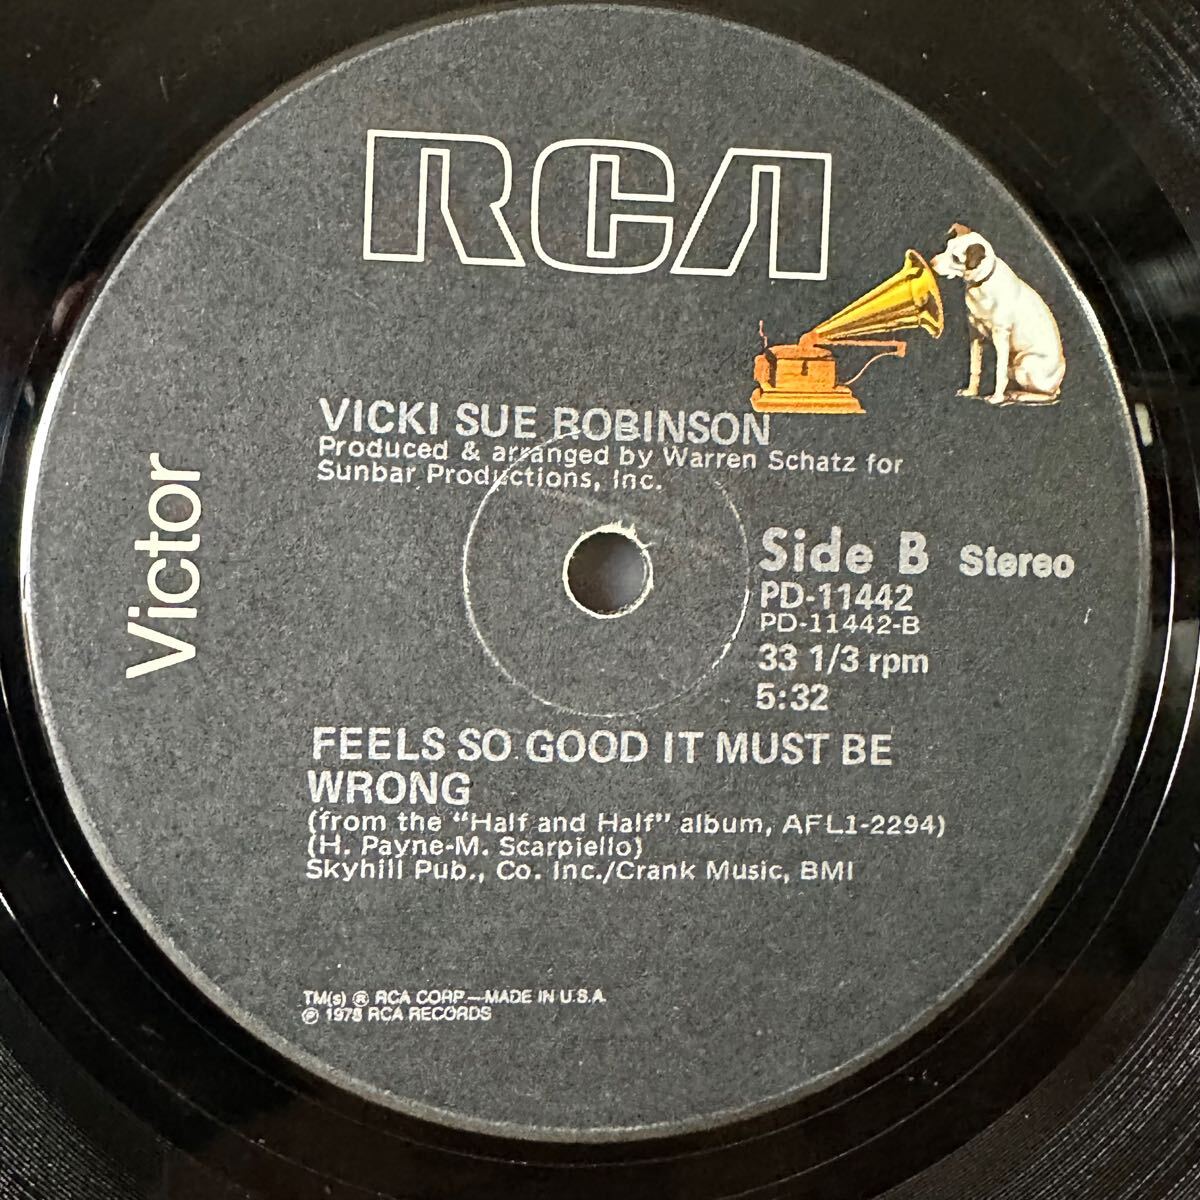 RCA
VICKI SUE ROBINSON
Produced & arranged by Warren Schatz for
Sunbar Productions, Inc.
Victor
Side B Stereo
PD-11442
PD-11442-B
33 1/3 rpm
5:32
FEELS SO GOOD IT MUST BE
WRONG
(from the "Half and Half" album, AFL1-2294)
(H. Payne-M. Scarpiello)
Skyhill Pub., Co. Inc./Crank Music, BMI
TM(s) ® RCA CORP.—MADE IN U.S.A.
℗ 1978 RCA RECORDS